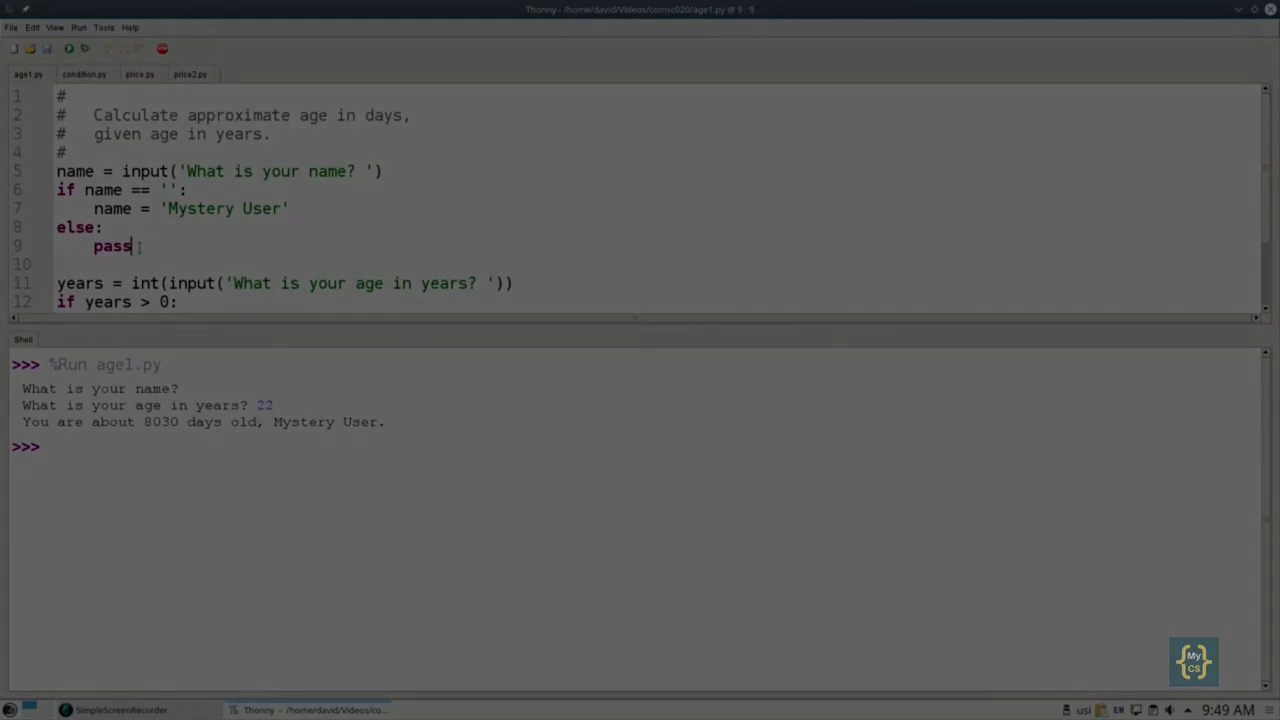 Thonny - /home/david/Videos/comsc020/age1.py @ 9 : 9
File Edit View Run Tools Help
age1.py condition.py price.py price2.py
1 #
2 # Calculate approximate age in days,
3 # given age in years.
4 #
5 name = input('What is your name? ')
6 if name == '':
7 name = 'Mystery User'
8 else:
9 pass
10
11 years = int(input('What is your age in years? '))
12 if years > 0:
Shell
>>> %Run age1.py
What is your name?
What is your age in years? 22
You are about 8030 days old, Mystery User.
>>>
{My CS}
SimpleScreenRecorder Thonny - /home/david/Videos/co... usi EN 9:49 AM